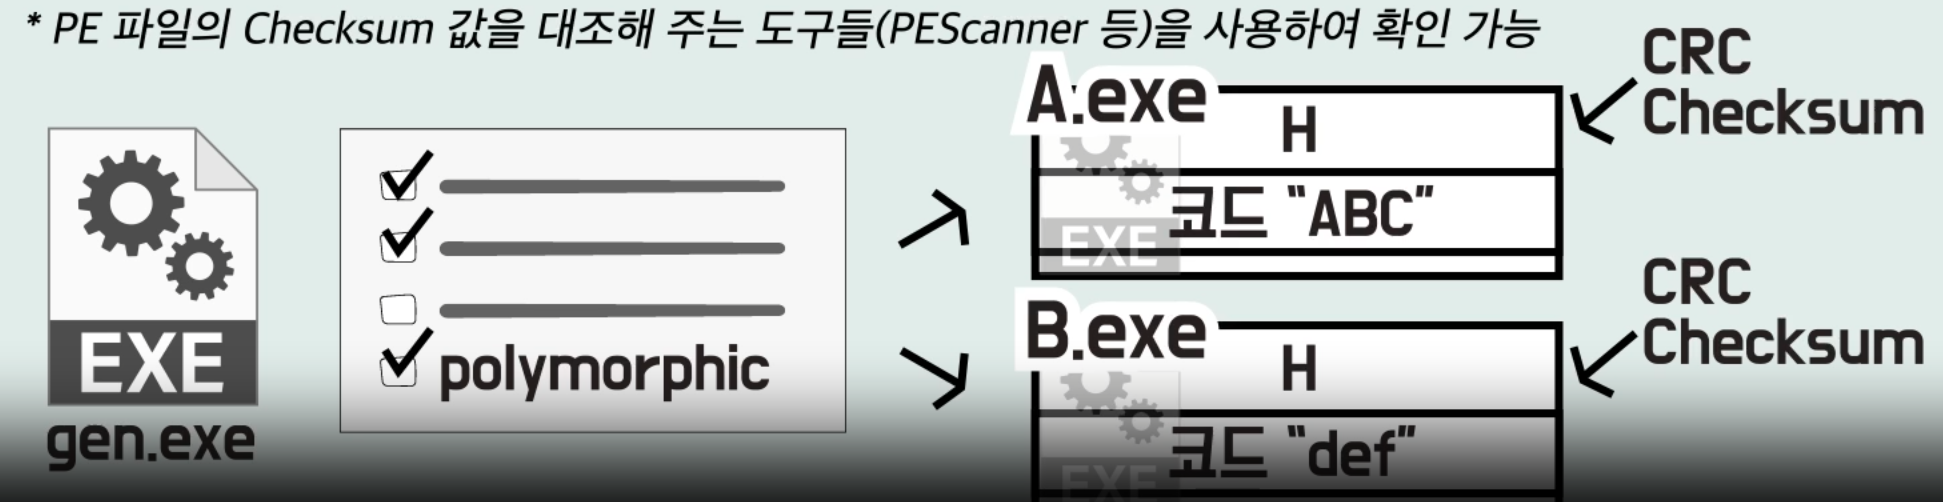 * PE 파일의 Checksum 값을 대조해 주는 도구들(PEScanner 등)을 사용하여 확인 가능
EXE
gen.exe
polymorphic
A.exe
H
코드 "ABC"
EXE
CRC
Checksum
B.exe
H
코드 "def"
EXE
CRC
Checksum